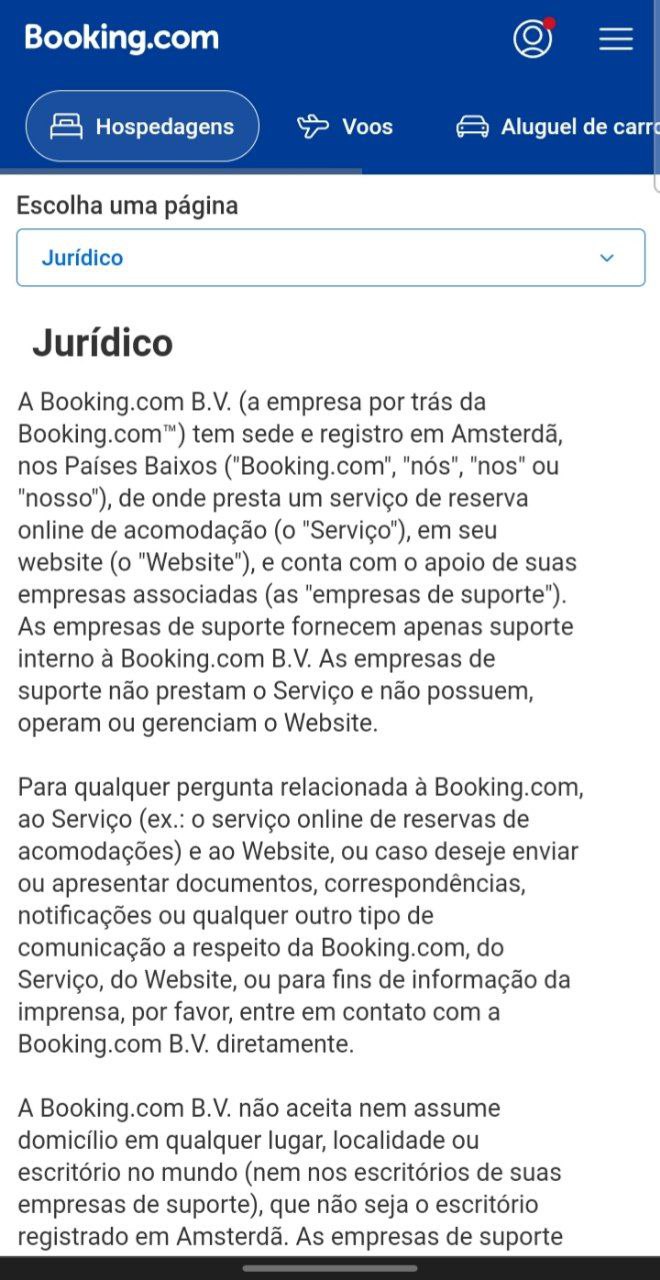 Booking.com
Hospedagens
Voos
Aluguel de carro
Escolha uma página
Jurídico
Jurídico
A Booking.com B.V. (a empresa por trás da
Booking.com™) tem sede e registro em Amsterdã,
nos Países Baixos ("Booking.com", "nós", "nos" ou
"nosso"), de onde presta um serviço de reserva
online de acomodação (o "Serviço"), em seu
website (o "Website"), e conta com o apoio de suas
empresas associadas (as "empresas de suporte").
As empresas de suporte fornecem apenas suporte
interno à Booking.com B.V. As empresas de
suporte não prestam o Serviço e não possuem,
operam ou gerenciam o Website.
Para qualquer pergunta relacionada à Booking.com,
ao Serviço (ex.: o serviço online de reservas de
acomodações) e ao Website, ou caso deseje enviar
ou apresentar documentos, correspondências,
notificações ou qualquer outro tipo de
comunicação a respeito da Booking.com, do
Serviço, do Website, ou para fins de informação da
imprensa, por favor, entre em contato com a
Booking.com B.V. diretamente.
A Booking.com B.V. não aceita nem assume
domicílio em qualquer lugar, localidade ou
escritório no mundo (nem nos escritórios de suas
empresas de suporte), que não seja o escritório
registrado em Amsterdã. As empresas de suporte